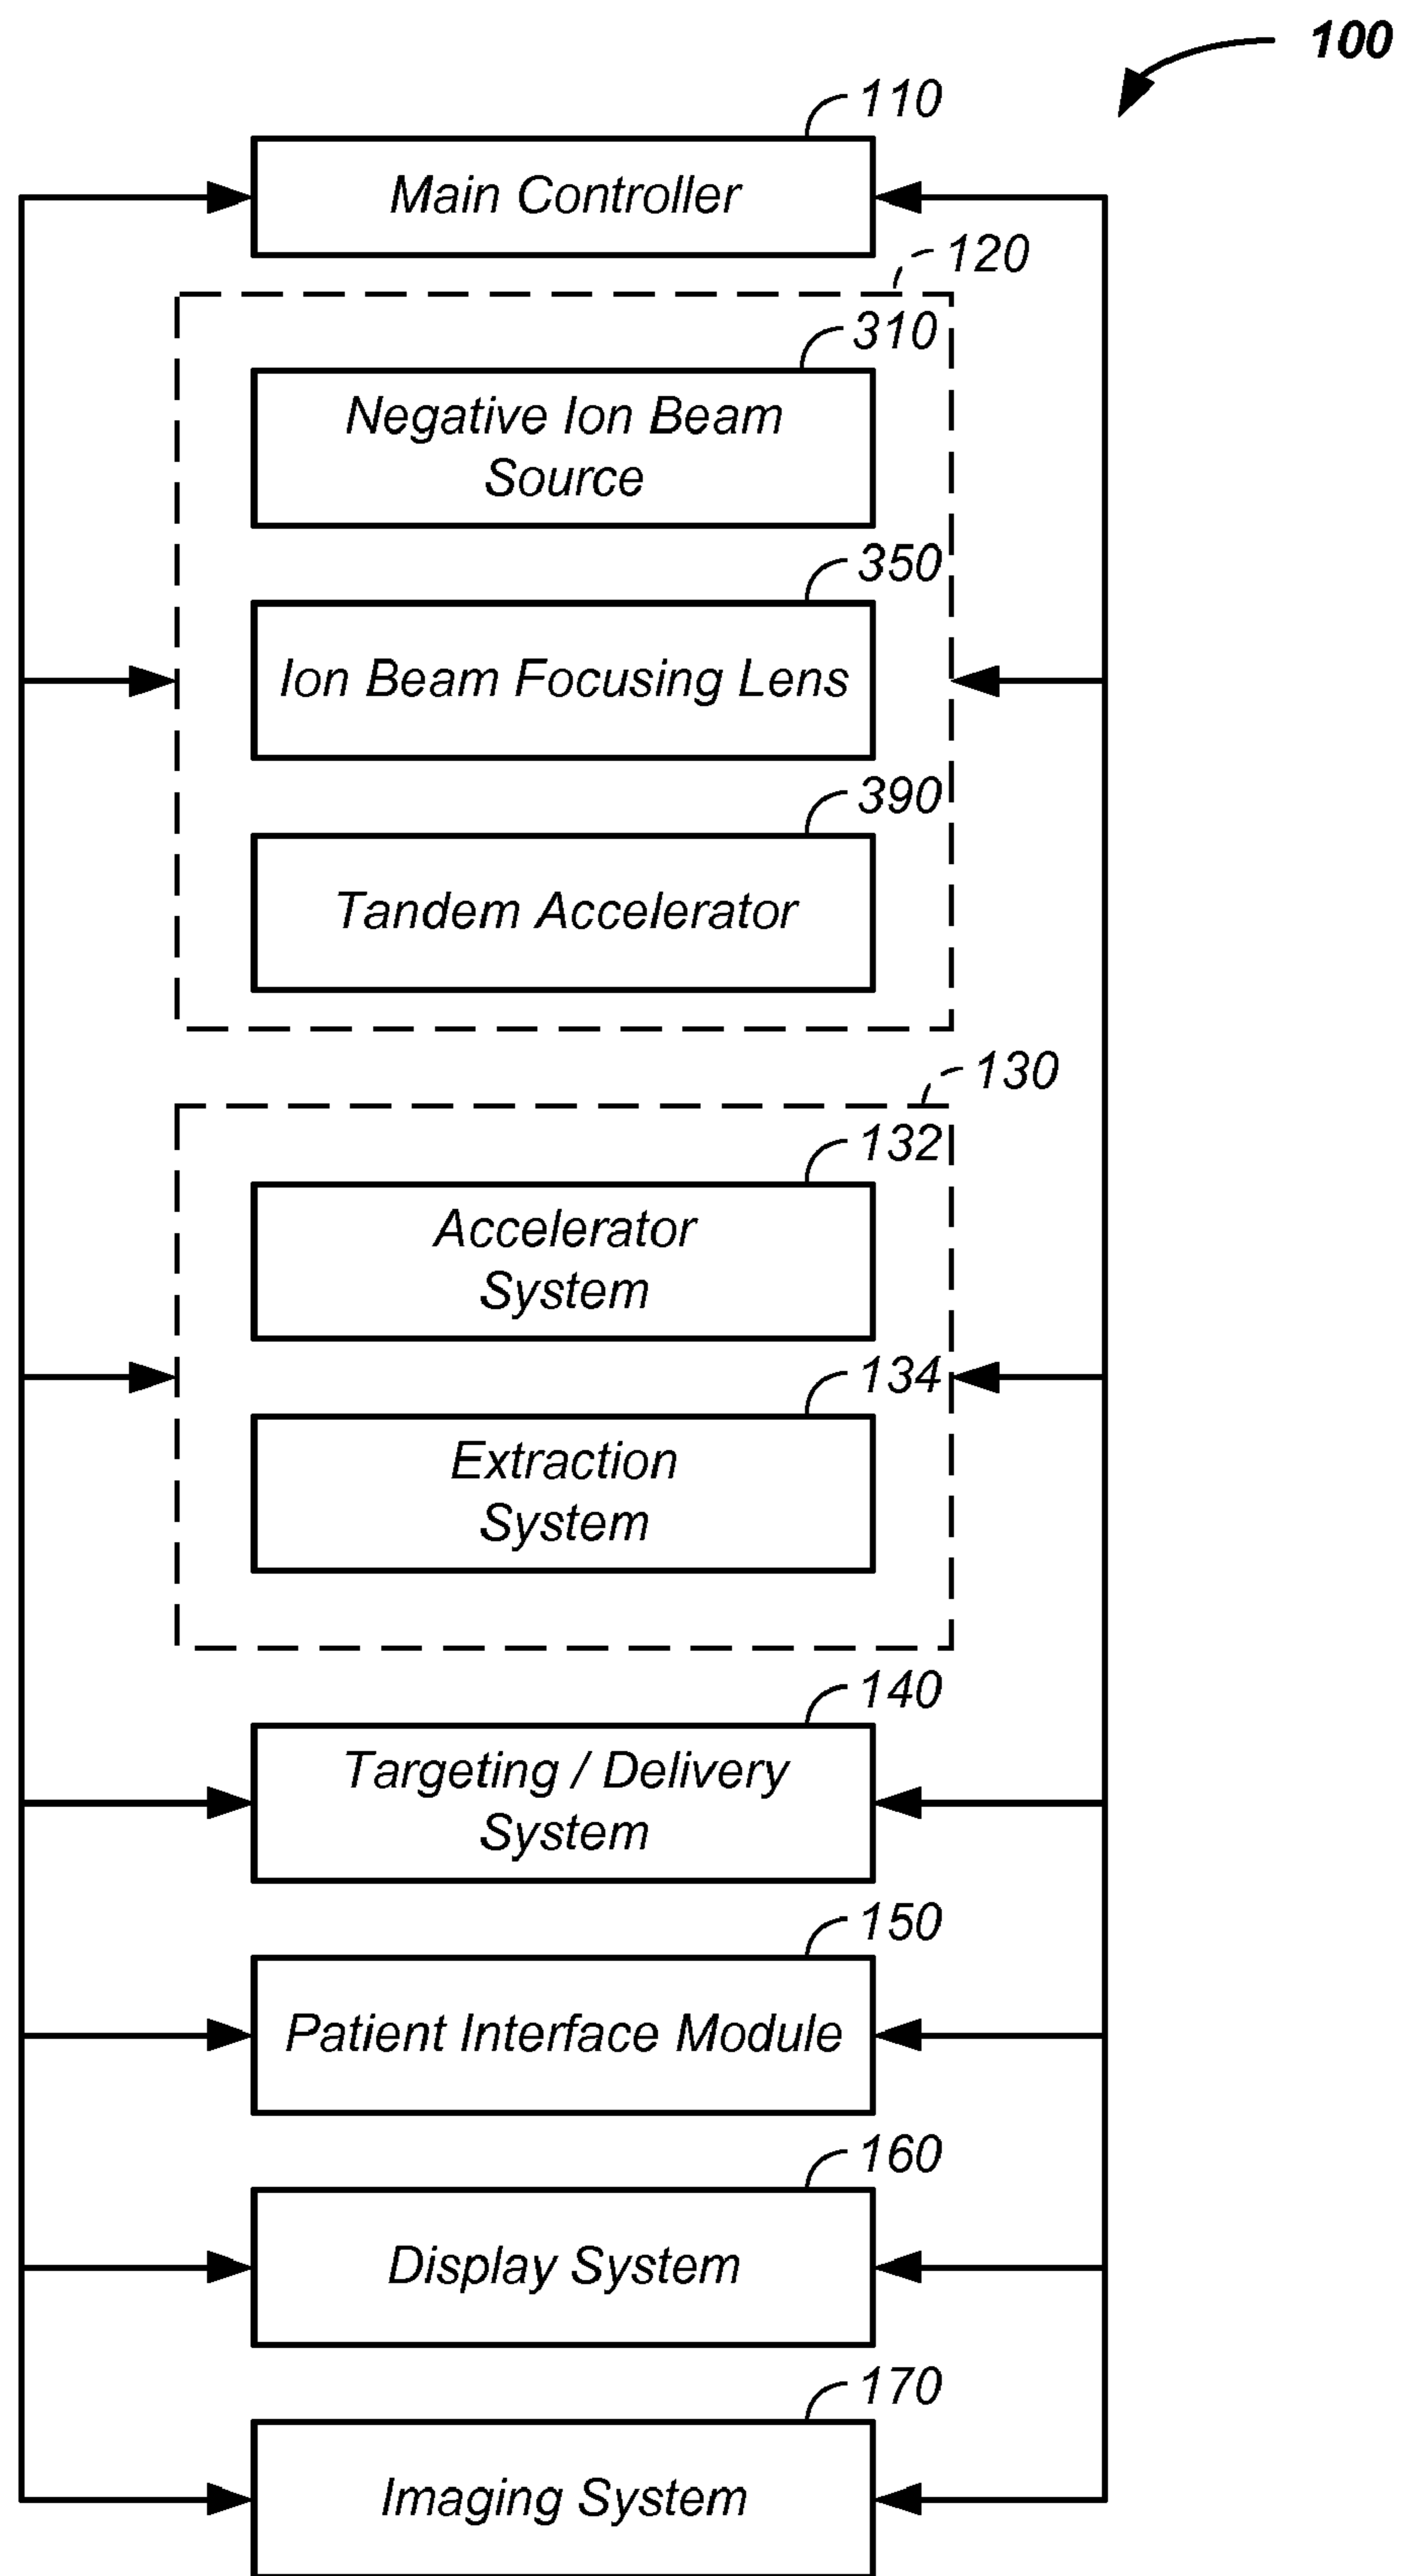 100
110
Main Controller
120
310
Negative Ion Beam
Source
350
Ion Beam Focusing Lens
390
Tandem Accelerator
130
132
Accelerator
System
134
Extraction
System
140
Targeting / Delivery
System
150
Patient Interface Module
160
Display System
170
Imaging System